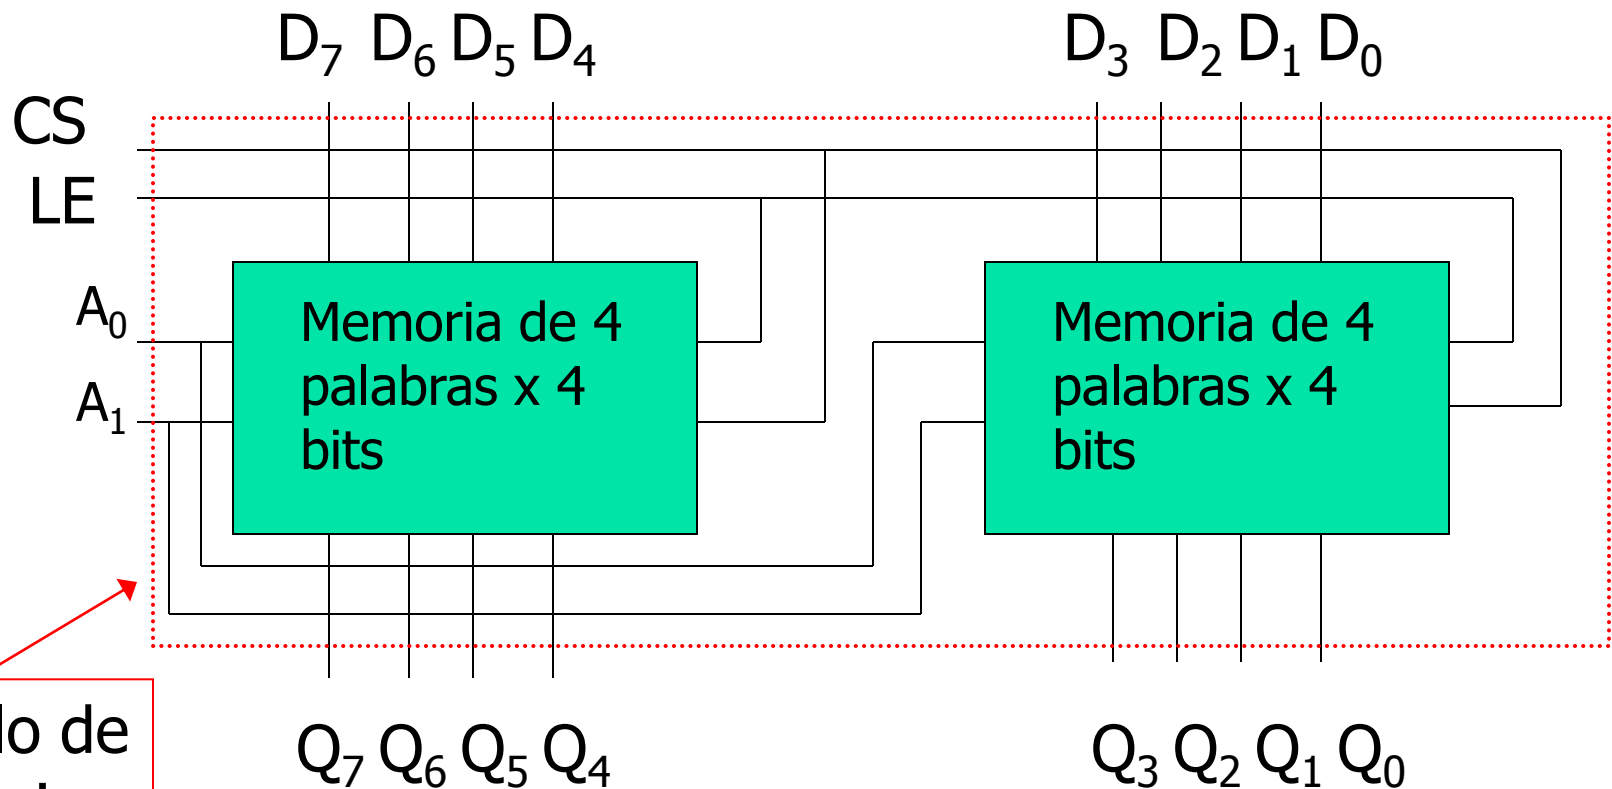 D₇ D₆ D₅ D₄ D₃ D₂ D₁ D₀
CS
LE
A₀
A₁
Memoria de 4
palabras x 4
bits
Memoria de 4
palabras x 4
bits
do de
Q₇ Q₆ Q₅ Q₄ Q₃ Q₂ Q₁ Q₀